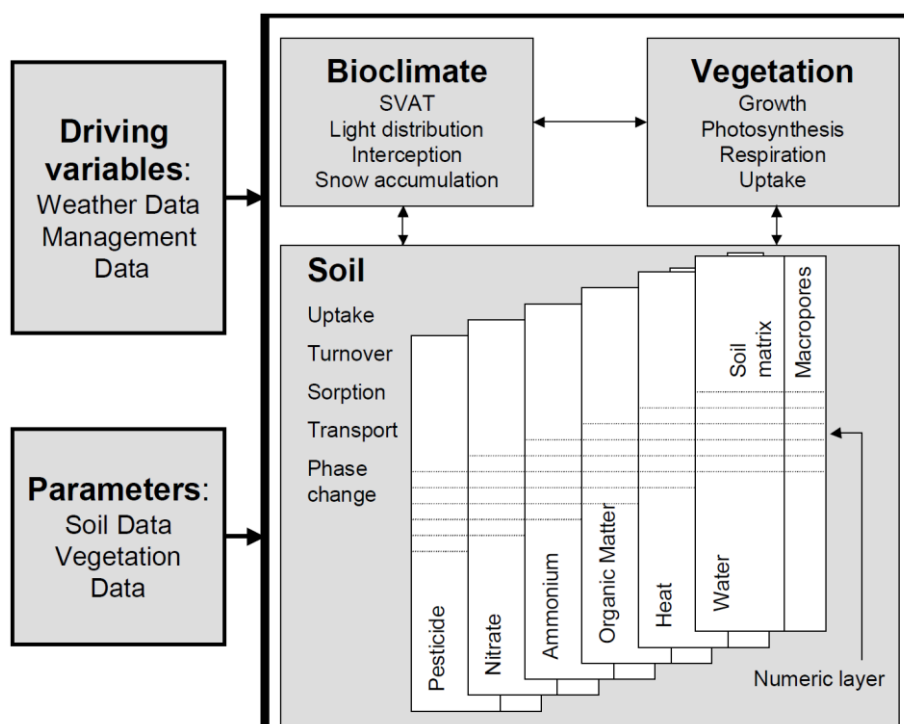 Driving
variables:
Weather Data
Management
Data
Parameters:
Soil Data
Vegetation
Data
Bioclimate
SVAT
Light distribution
Interception
Snow accumulation
Vegetation
Growth
Photosynthesis
Respiration
Uptake
Soil
Uptake
Turnover
Sorption
Transport
Phase
change
Pesticide
Nitrate
Ammonium
Organic Matter
Heat
Water
Soil
matrix
Macropores
Numeric layer